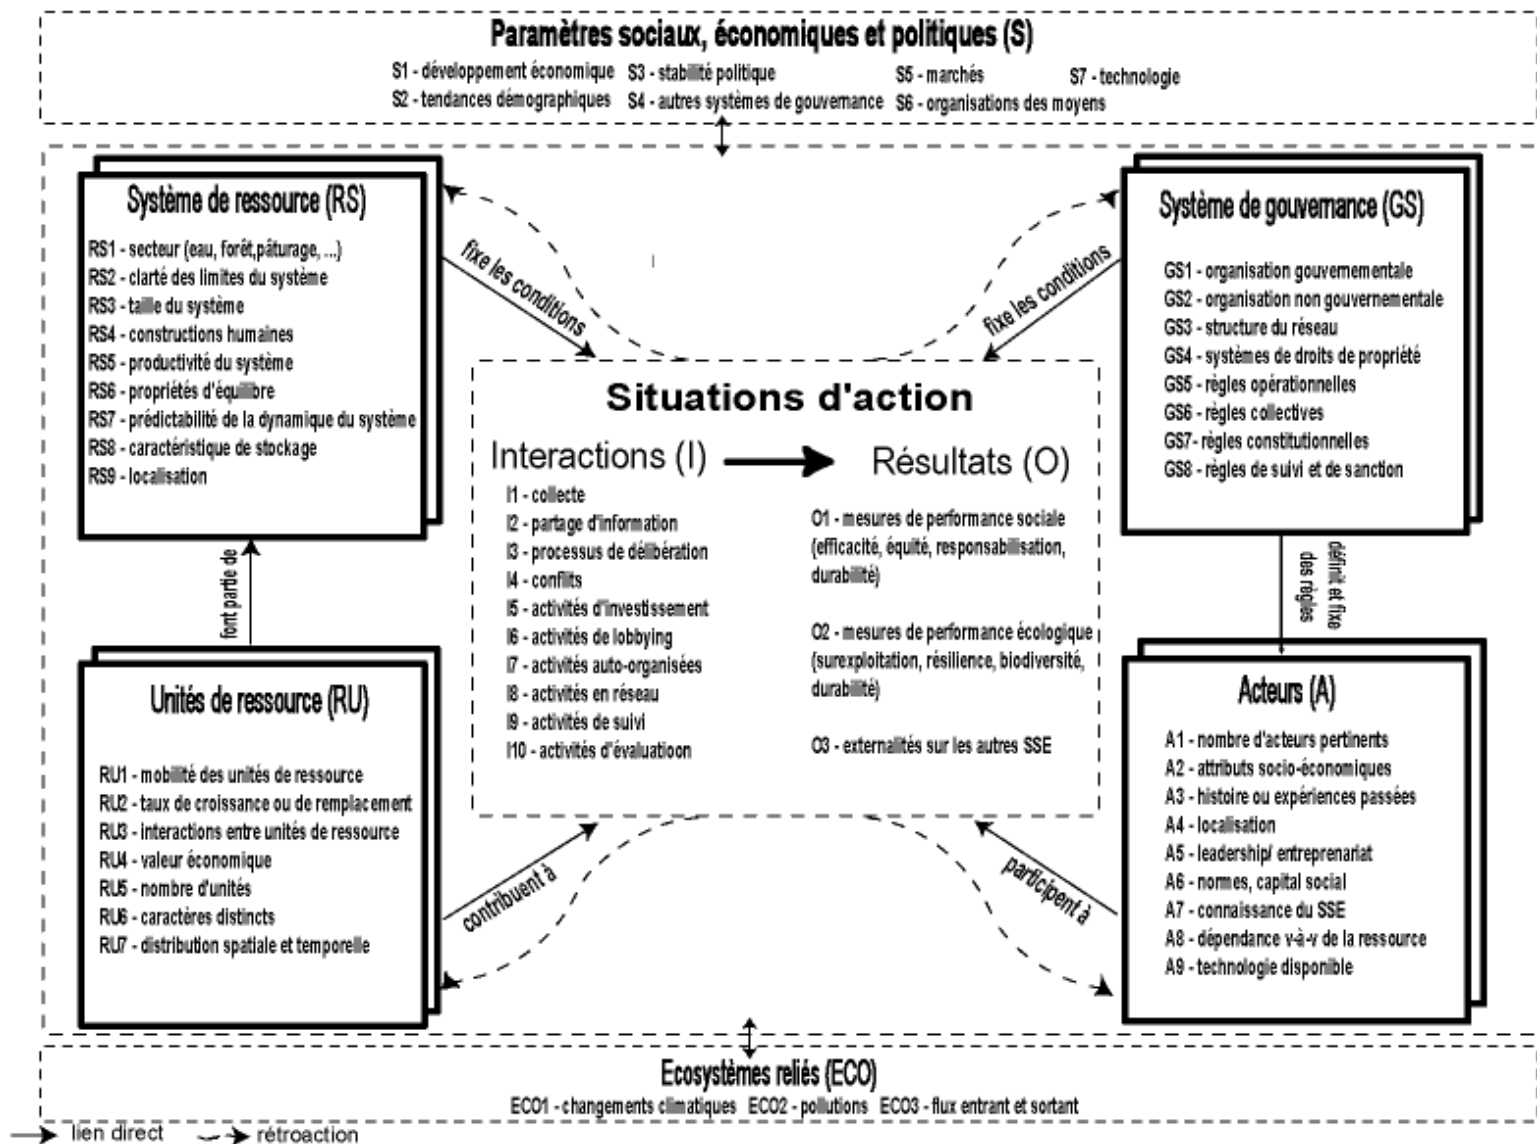 Paramètres sociaux, économiques et politiques (S)
S1 - développement économique S3 - stabilité politique S5 - marchés S7 - technologie
S2 - tendances démographiques S4 - autres systèmes de gouvernance S6 - organisations des moyens
Système de ressource (RS)
RS1 - secteur (eau, forêt,pâturage, ...)
RS2 - clarté des limites du système
RS3 - taille du système
RS4 - constructions humaines
RS5 - productivité du système
RS6 - propriétés d'équilibre
RS7 - prédictabilité de la dynamique du système
RS8 - caractéristique de stockage
RS9 - localisation
fixe les conditions
fixe les conditions
Système de gouvernance (GS)
GS1 - organisation gouvernementale
GS2 - organisation non gouvernementale
GS3 - structure du réseau
GS4 - systèmes de droits de propriété
GS5 - règles opérationnelles
GS6 - règles collectives
GS7- règles constitutionnelles
GS8 - règles de suivi et de sanction
Situations d'action
Interactions (I)
I1 - collecte
I2 - partage d'information
I3 - processus de délibération
I4 - conflits
I5 - activités d'investissement
I6 - activités de lobbying
I7 - activités auto-organisées
I8 - activités en réseau
I9 - activités de suivi
I10 - activités d'évaluatioon
Résultats (O)
O1 - mesures de performance sociale
(efficacité, équité, responsabilisation,
durabilité)
O2 - mesures de performance écologique
(surexploitation, résilience, biodiversité,
durabilité)
O3 - externalités sur les autres SSE
font partie de
définit et fixe
des règles
Unités de ressource (RU)
RU1 - mobilité des unités de ressource
RU2 - taux de croissance ou de remplacement
RU3 - interactions entre unités de ressource
RU4 - valeur économique
RU5 - nombre d'unités
RU6 - caractères distincts
RU7 - distribution spatiale et temporelle
contribuent à
participent à
Acteurs (A)
A1 - nombre d'acteurs pertinents
A2 - attributs socio-économiques
A3 - histoire ou expériences passées
A4 - localisation
A5 - leadership/ entreprenariat
A6 - normes, capital social
A7 - connaissance du SSE
A8 - dépendance v-à-v de la ressource
A9 - technologie disponible
Ecosystèmes reliés (ECO)
ECO1 - changements climatiques ECO2 - pollutions ECO3 - flux entrant et sortant
lien direct rétroaction